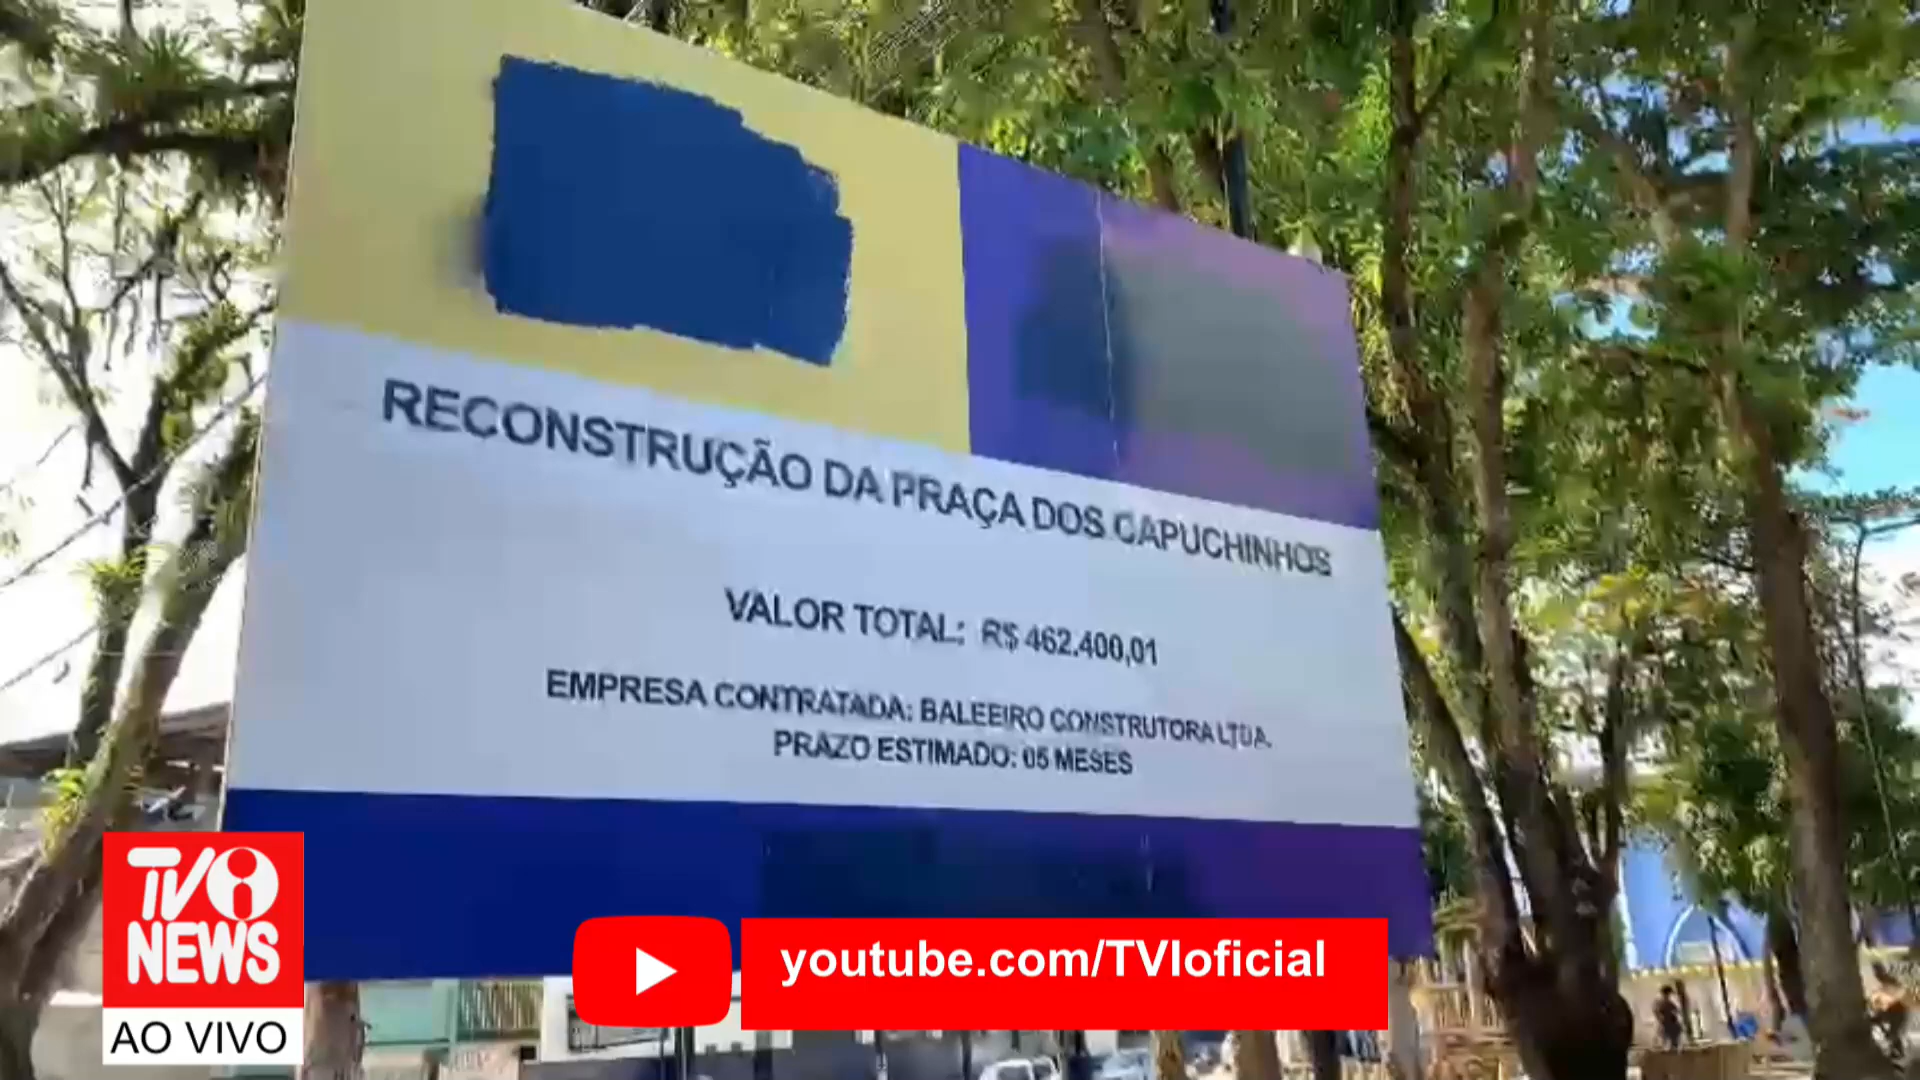 RECONSTRUÇÃO DA PRAÇA DOS CAPUCHINHOS
VALOR TOTAL: R$ 462.400,01
EMPRESA CONTRATADA: BALEEIRO CONSTRUTORA LTDA.
PRAZO ESTIMADO: 05 MESES
TVi
NEWS
AO VIVO
youtube.com/TVIoficial